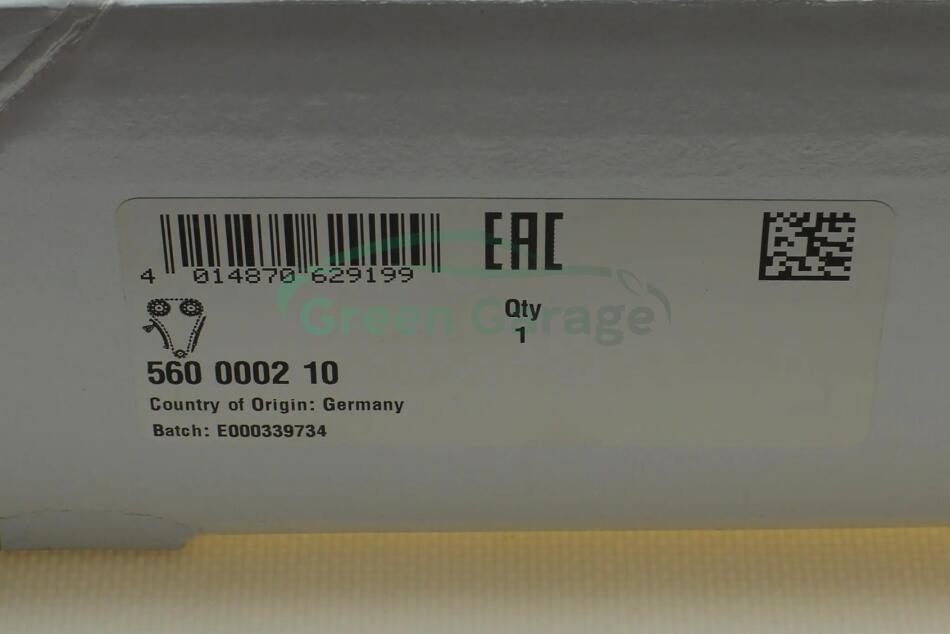 EAC
4 014870 629199
Green Garage
Qty
1
560 0002 10
Country of Origin: Germany
Batch: E000339734